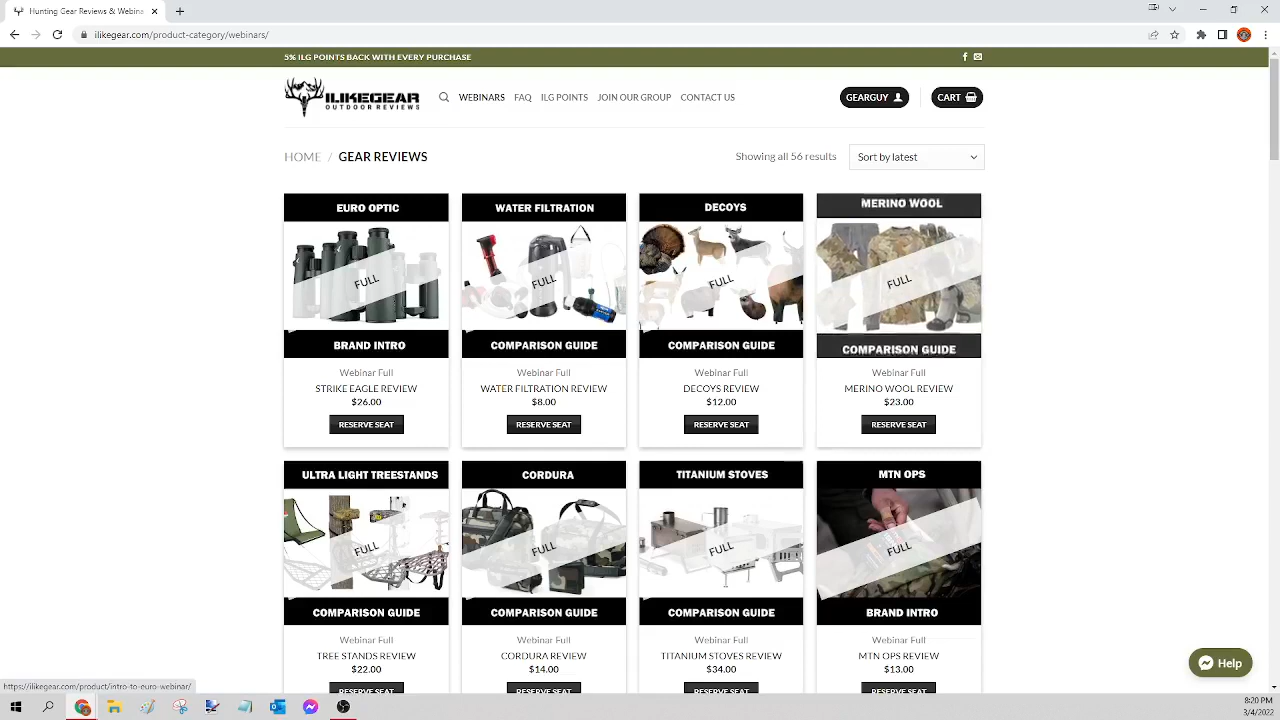 Hunting Gear Reviews & Webina
ilikegear.com/product-category/webinars/
5% ILG POINTS BACK WITH EVERY PURCHASE
ILIKEGEAR
OUTDOOR REVIEWS
WEBINARS FAQ ILG POINTS JOIN OUR GROUP CONTACT US
GEARGUY CART
HOME / GEAR REVIEWS
Showing all 56 results Sort by latest
EURO OPTIC WATER FILTRATION DECOYS MERINO WOOL
FULL FULL FULL FULL
BRAND INTRO COMPARISON GUIDE COMPARISON GUIDE COMPARISON GUIDE
Webinar Full Webinar Full Webinar Full Webinar Full
STRIKE EAGLE REVIEW WATER FILTRATION REVIEW DECOYS REVIEW MERINO WOOL REVIEW
$26.00 $8.00 $12.00 $23.00
RESERVE SEAT RESERVE SEAT RESERVE SEAT RESERVE SEAT
ULTRA LIGHT TREESTANDS CORDURA TITANIUM STOVES MTN OPS
FULL FULL FULL FULL
COMPARISON GUIDE COMPARISON GUIDE COMPARISON GUIDE BRAND INTRO
Webinar Full Webinar Full Webinar Full Webinar Full
TREE STANDS REVIEW CORDURA REVIEW TITANIUM STOVES REVIEW MTN OPS REVIEW
$22.00 $14.00 $34.00 $13.00
RESERVE SEAT RESERVE SEAT RESERVE SEAT RESERVE SEAT
Help
https://ilikegear.com/product/intro-to-euro-webinar/
8:20 PM
3/4/2022